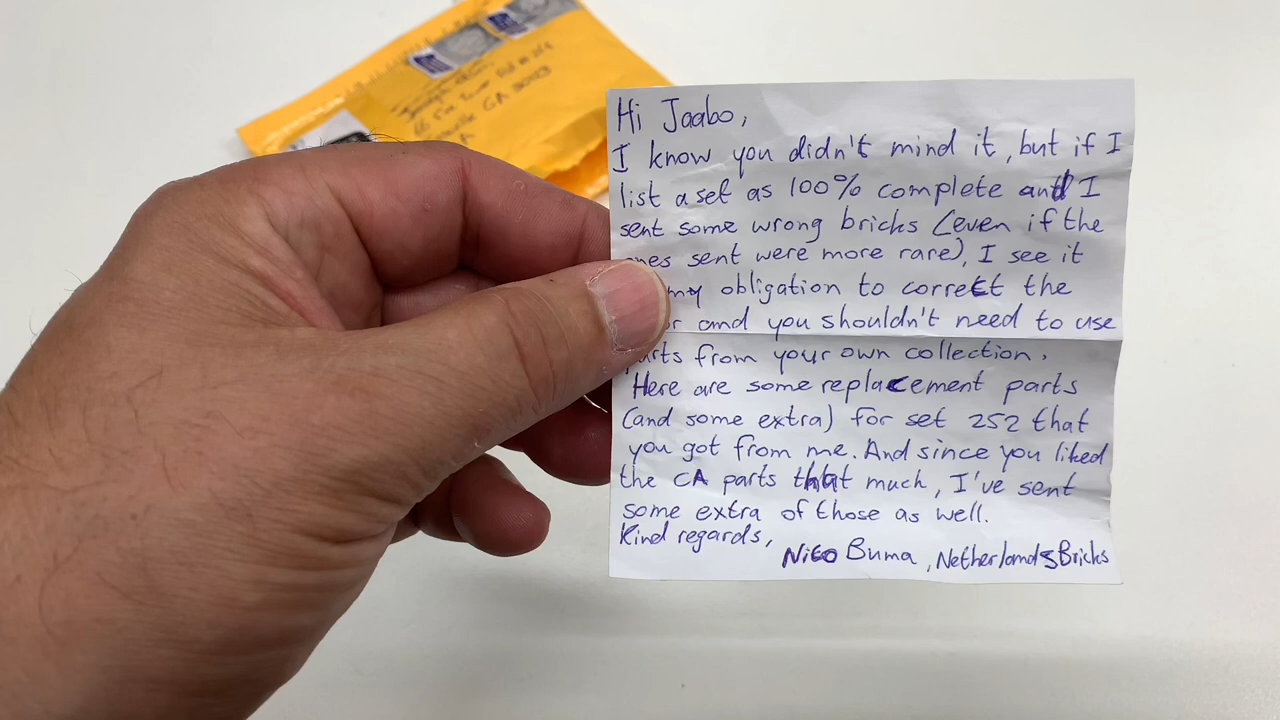 GA 30123
Hi Jaabo,
I know you didn't mind it, but if I
list a set as 100% complete and I
sent some wrong bricks (even if the
ones sent were more rare), I see it
my obligation to correct the
and you shouldn't need to use
parts from your own collection.
Here are some replacement parts
(and some extra) for set 252 that
you got from me. And since you liked
the CA parts that much, I've sent
some extra of those as well.
Kind regards,
Nico Buma, NetherlandsBricks